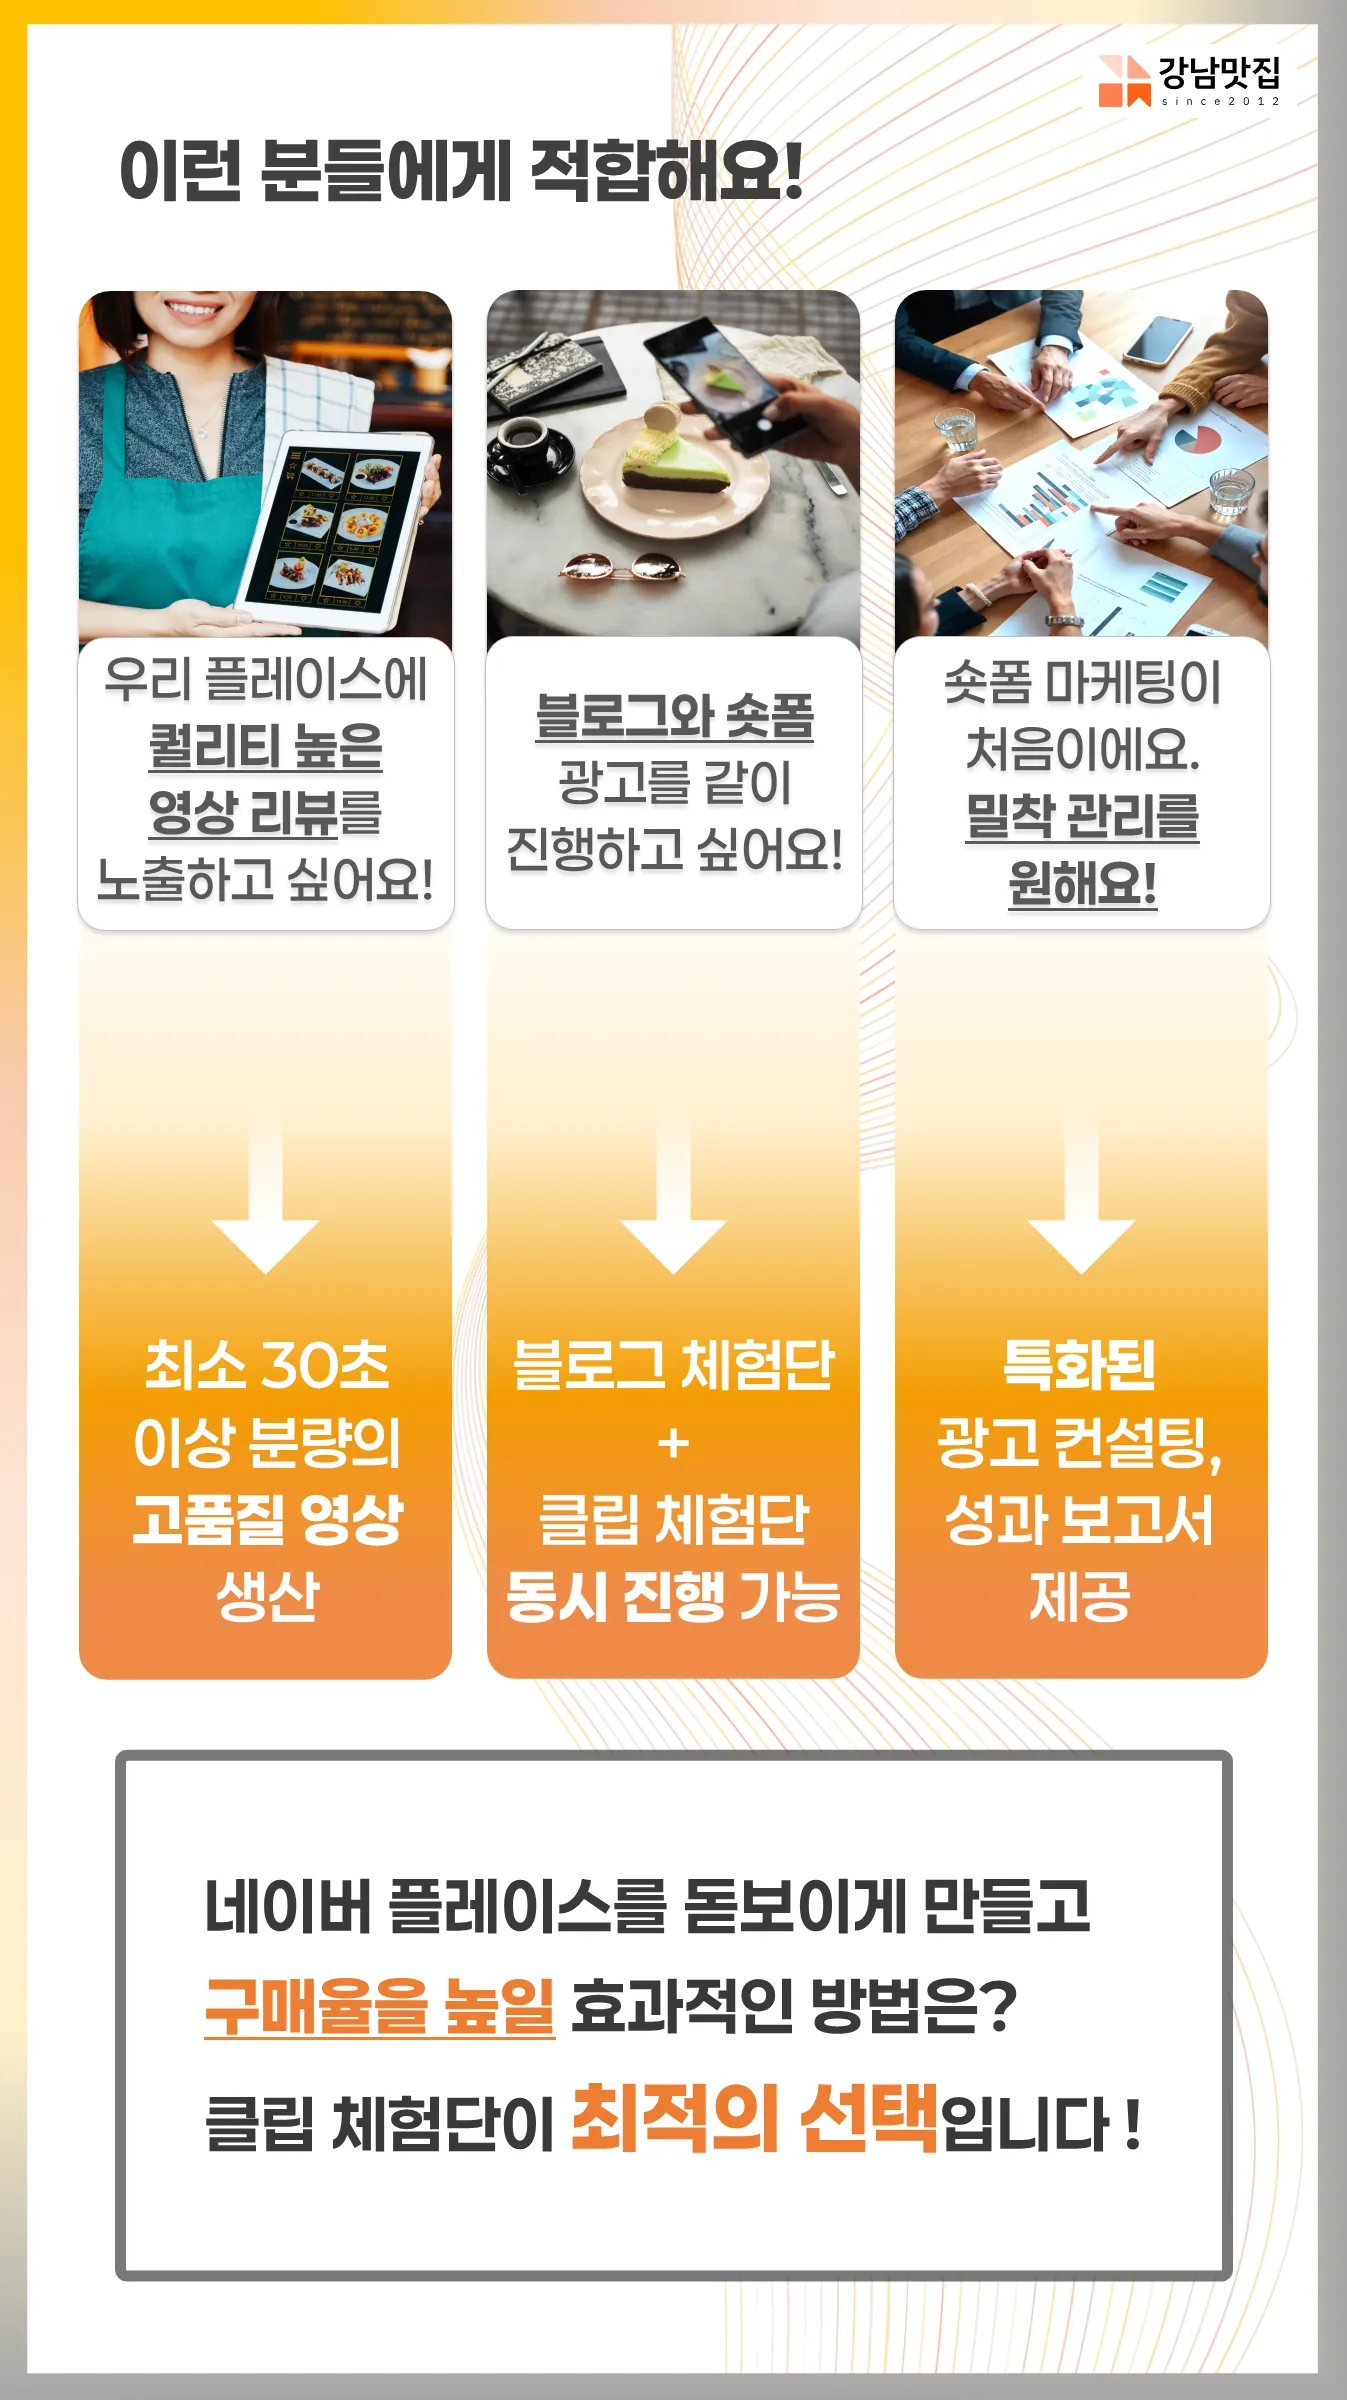 강남맛집
since2012
이런 분들에게 적합해요!
우리 플레이스에
퀄리티 높은
영상 리뷰를
노출하고 싶어요!
블로그와 숏폼
광고를 같이
진행하고 싶어요!
숏폼 마케팅이
처음이에요.
밀착 관리를
원해요!
최소 30초
이상 분량의
고품질 영상
생산
블로그 체험단
+
클립 체험단
동시 진행 가능
특화된
광고 컨설팅,
성과 보고서
제공
네이버 플레이스를 돋보이게 만들고
구매율을 높일 효과적인 방법은?
클립 체험단이 최적의 선택입니다 !